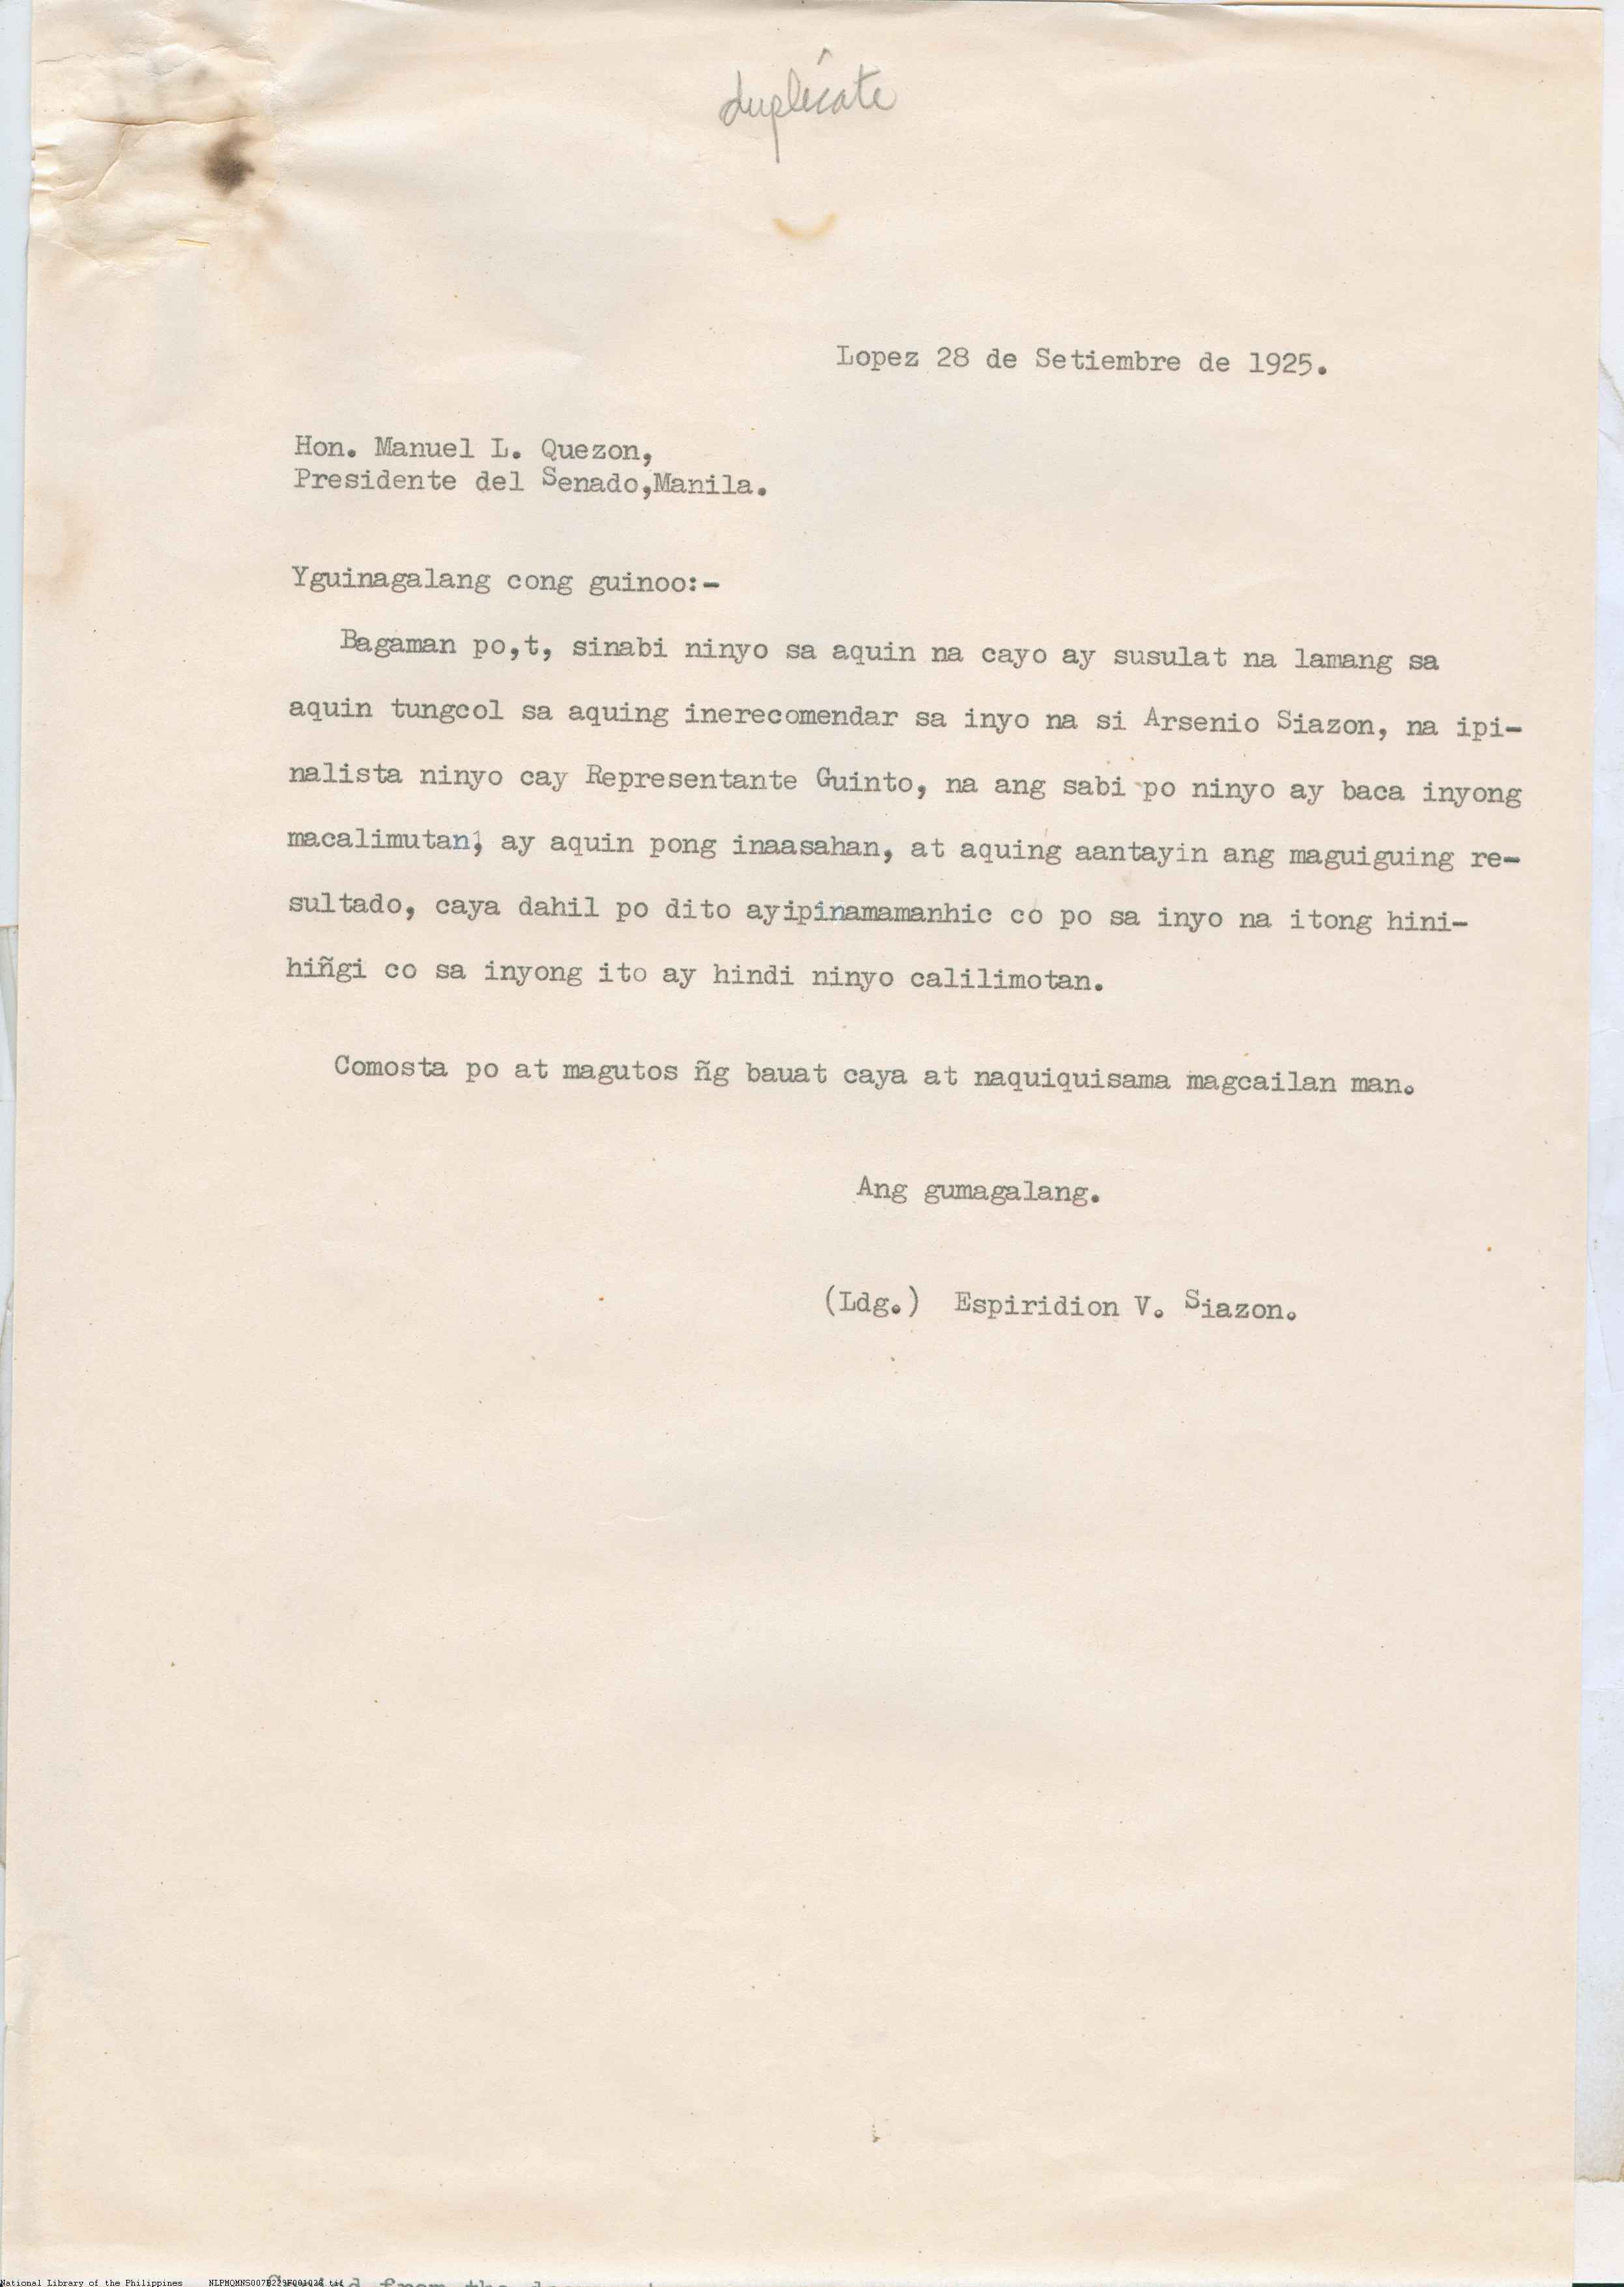 duplicate
Lopez 28 de Setiembre de 1925.
Hon. Manuel L. Quezon,
Presidente del Senado,Manila.
Yguinagalang cong guinoo:-
Bagaman po,t, sinabi ninyo sa aquin na cayo ay susulat na lamang sa
aquin tungcol sa aquing inerecomendar sa inyo na si Arsenio Siazon, na ipi-
nalista ninyo cay Representante Guinto, na ang sabi po ninyo ay baca inyong
macalimutan, ay aquin pong inaasahan, at aquing aantayin ang maguiguing re-
sultado, caya dahil po dito ayipinamamanhic co po sa inyo na itong hini-
hiñgi co sa inyong ito ay hindi ninyo calilimotan.
Comosta po at magutos ñg bauat caya at naquiquisama magcailan man.
Ang gumagalang.
(Ldg.) Espiridion V. Siazon.
National Library of the Philippines
from the